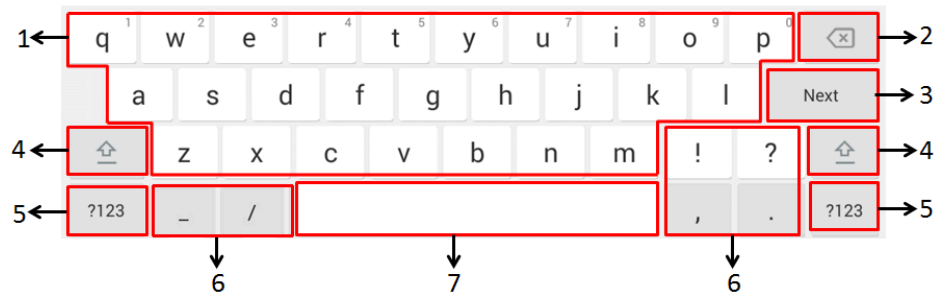 1 2 3 4 5 6 7 8 9 0
1 q w e r t y u i o p 2
a s d f g h j k l Next 3
4 z x c v b n m ! ? 4
5 ?123 _ / , . ?123 5
6 7 6